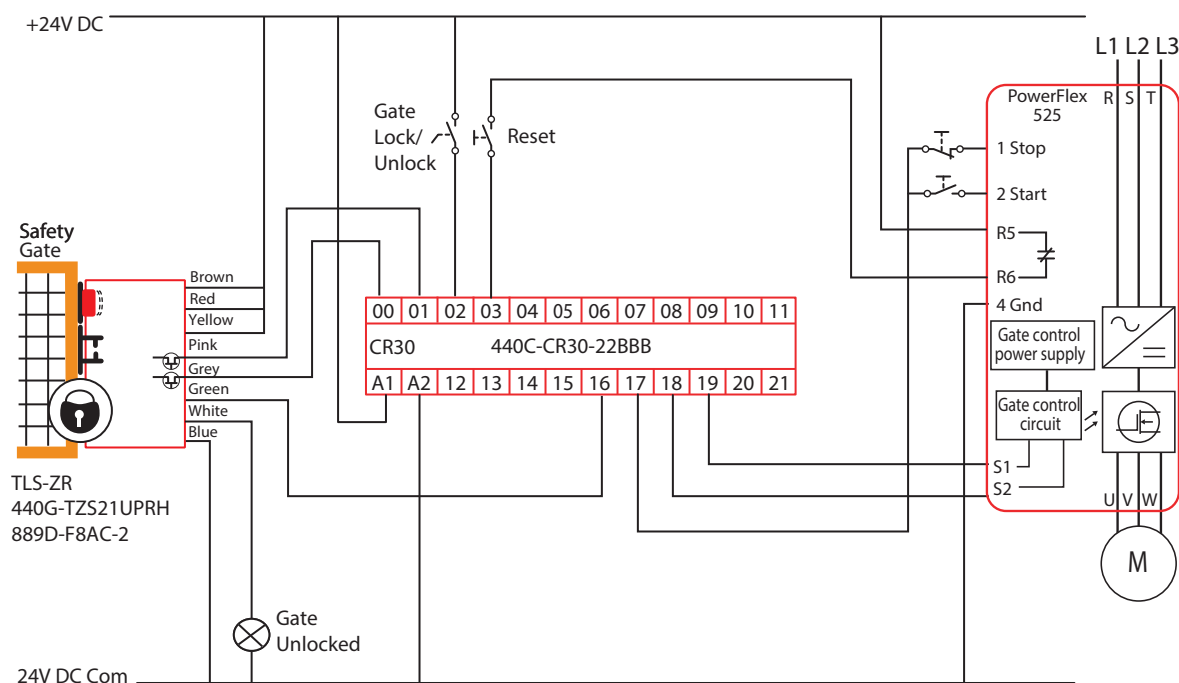 +24V DC
L1 L2 L3
PowerFlex
525
R S T
Gate
Lock/
Unlock
Reset
1 Stop
2 Start
R5
R6
4 Gnd
Gate control
power supply
Gate control
circuit
S1
S2
U V W
M
Safety
Gate
Brown
Red
Yellow
Pink
Grey
Green
White
Blue
00 01 02 03 04 05 06 07 08 09 10 11
CR30 440C-CR30-22BBB
A1 A2 12 13 14 15 16 17 18 19 20 21
TLS-ZR
440G-TZS21UPRH
889D-F8AC-2
Gate
Unlocked
24V DC Com